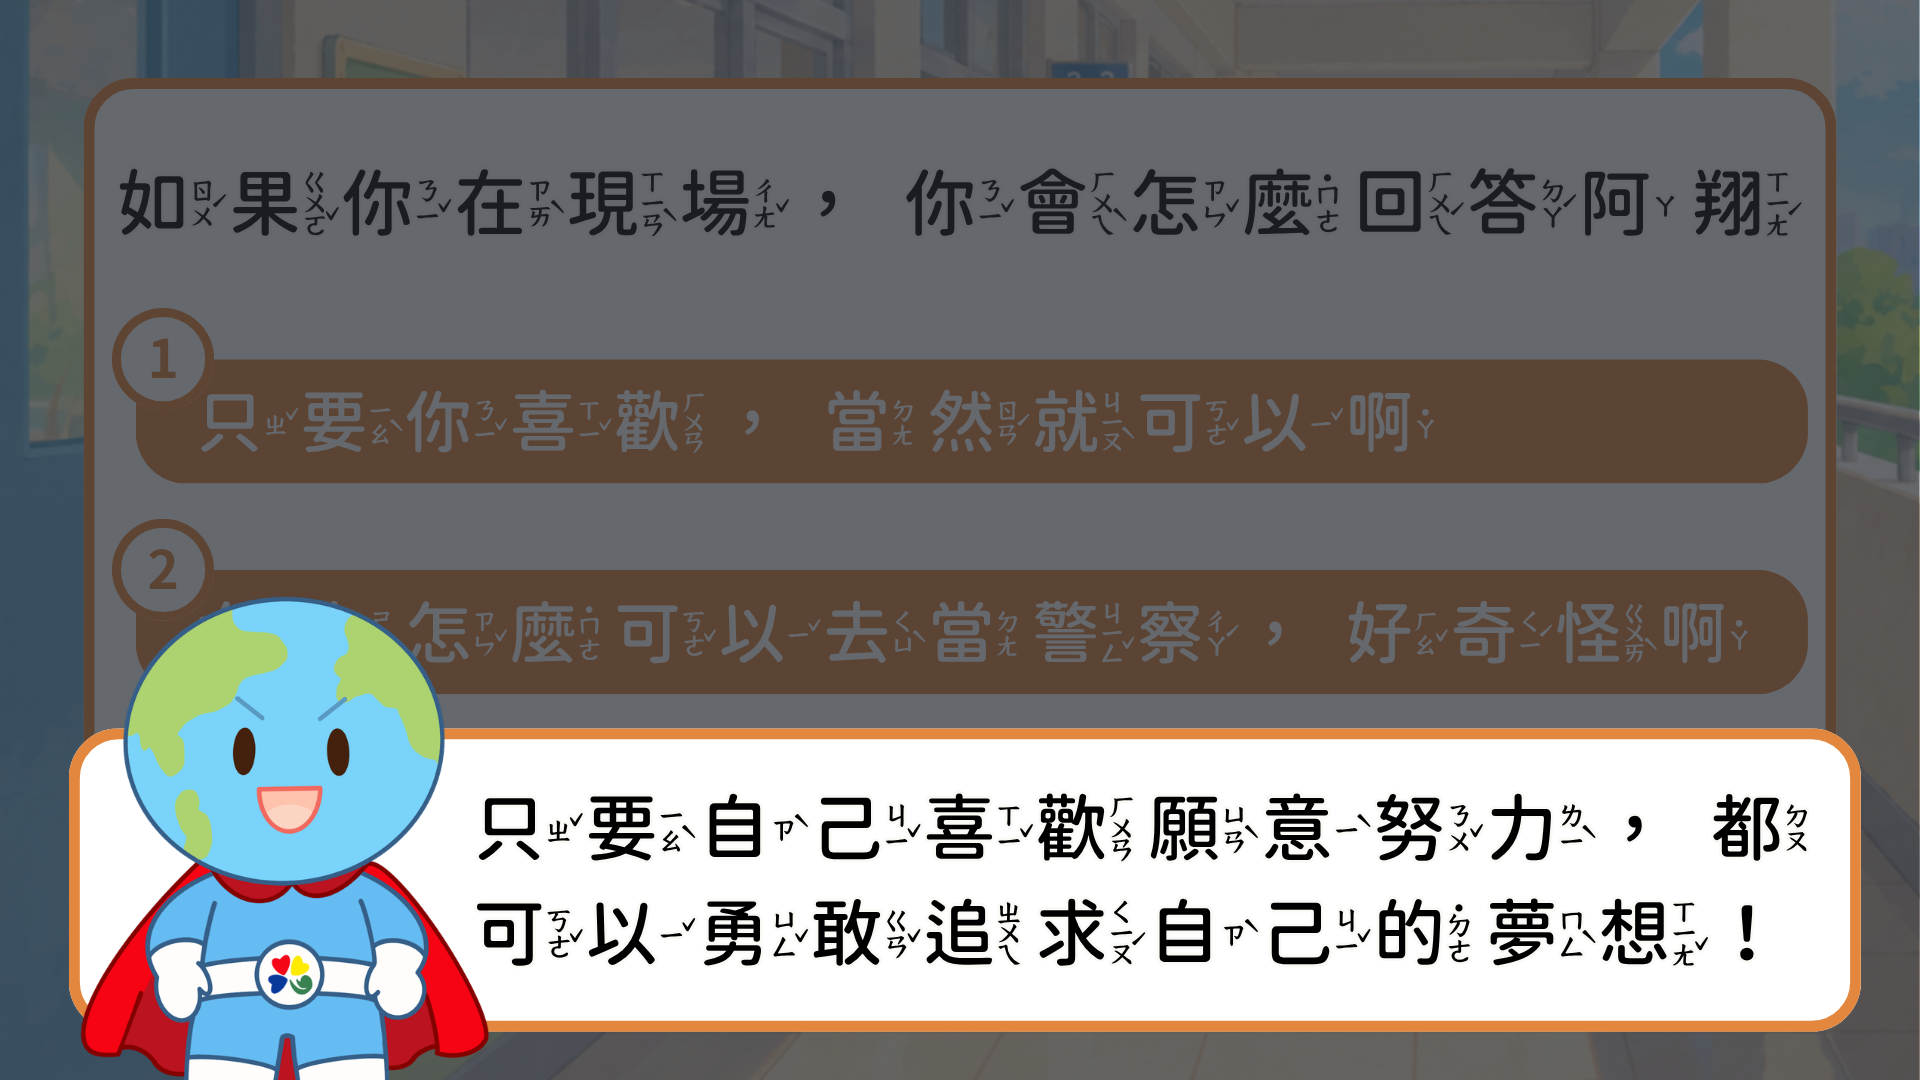 如果你在現場，你會怎麼回答阿翔
1
只要你喜歡，當然就可以啊
2
怎麼可以去當警察，好奇怪啊
只要自己喜歡願意努力，都
可以勇敢追求自己的夢想！